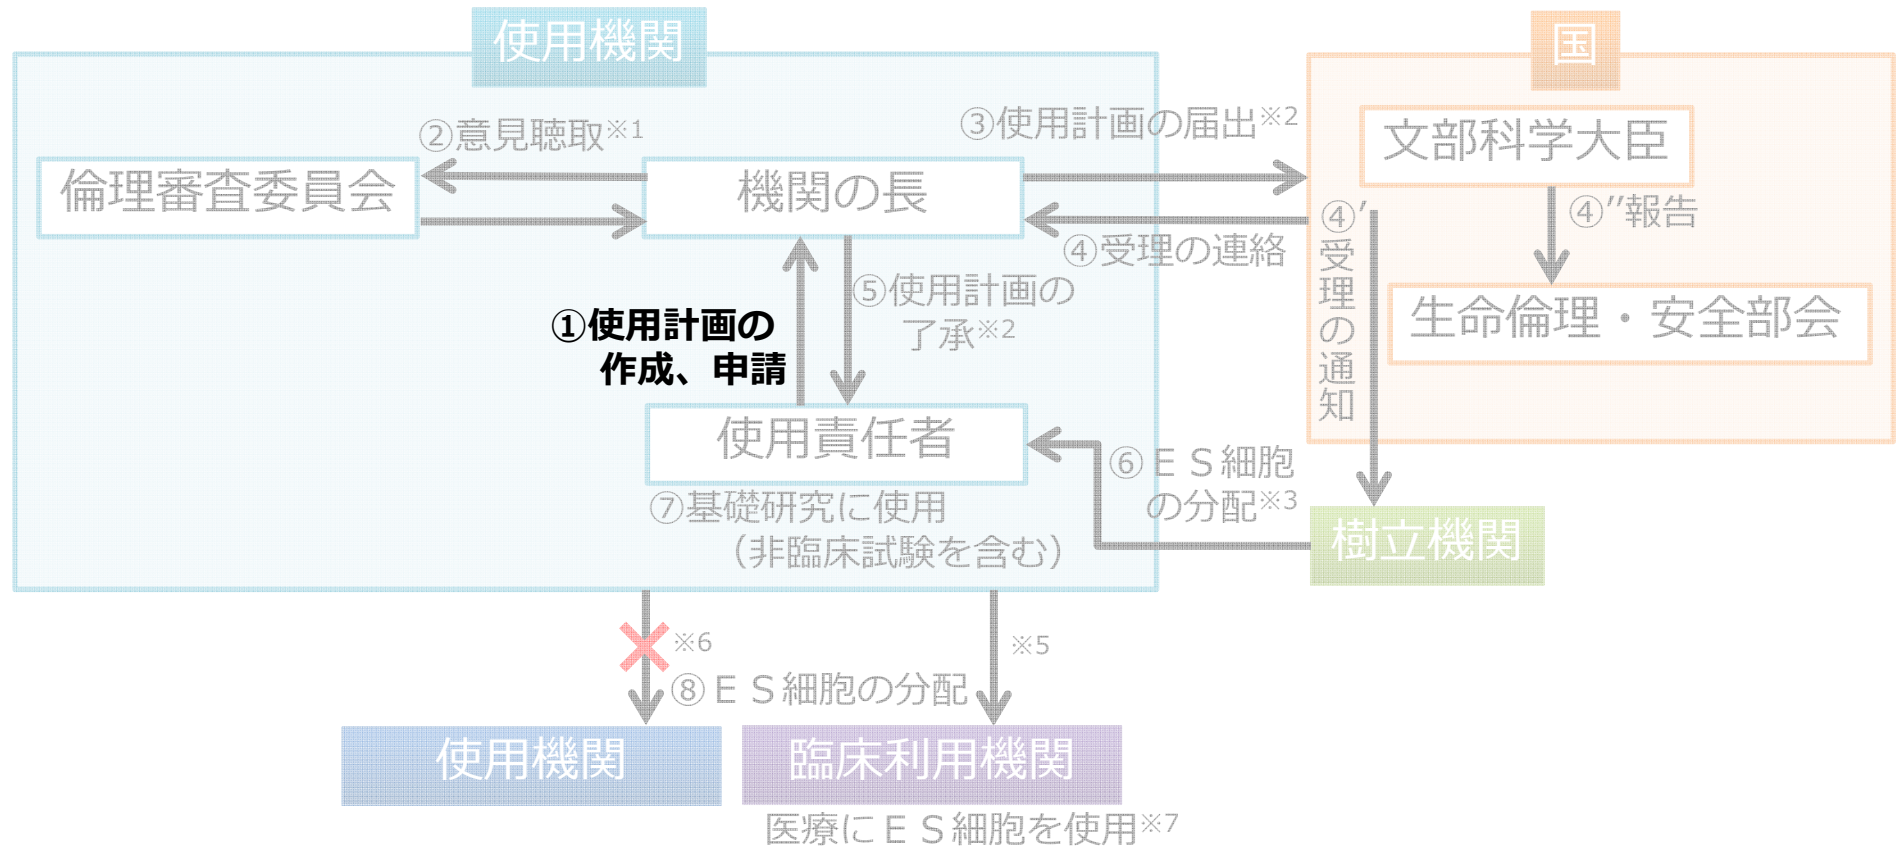 使用機関
国
②意見聴取※1
③使用計画の届出※2
文部科学大臣
倫理審査委員会
機関の長
④受理の連絡
④'受理の通知
④''報告
⑤使用計画の
了承※2
生命倫理・安全部会
①使用計画の
作成、申請
使用責任者
⑥ＥＳ細胞
の分配※3
⑦基礎研究に使用
（非臨床試験を含む）
樹立機関
※6
※5
⑧ＥＳ細胞の分配
使用機関
臨床利用機関
医療にＥＳ細胞を使用※7